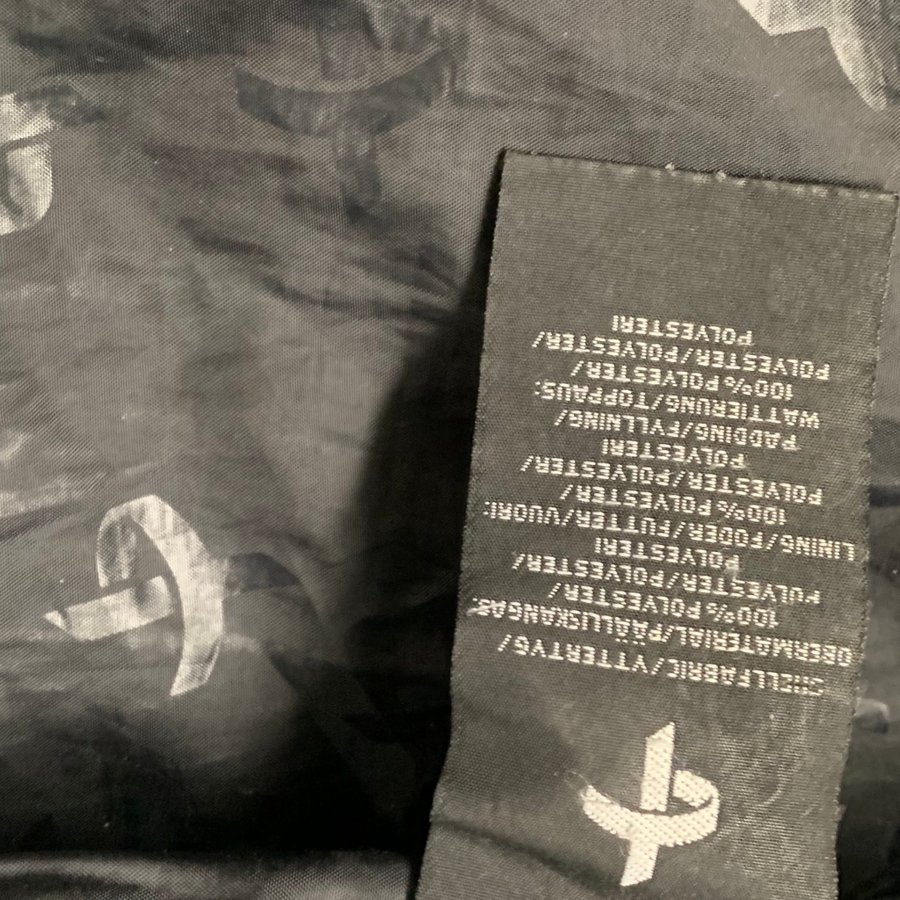 SHELLFABRIC/YTTERTYG/
OBERMATERIAL/PÄÄLLISKANGAS:
100% POLYESTER/
POLYESTER/POLYESTER/
POLYESTERI
LINING/FODER/FUTTER/VUORI:
100% POLYESTER/
POLYESTER/POLYESTER/
POLYESTERI
PADDING/FYLLNING/
WATTIERUNG/TOPPAUS:
100% POLYESTER/
POLYESTER/POLYESTER/
POLYESTERI